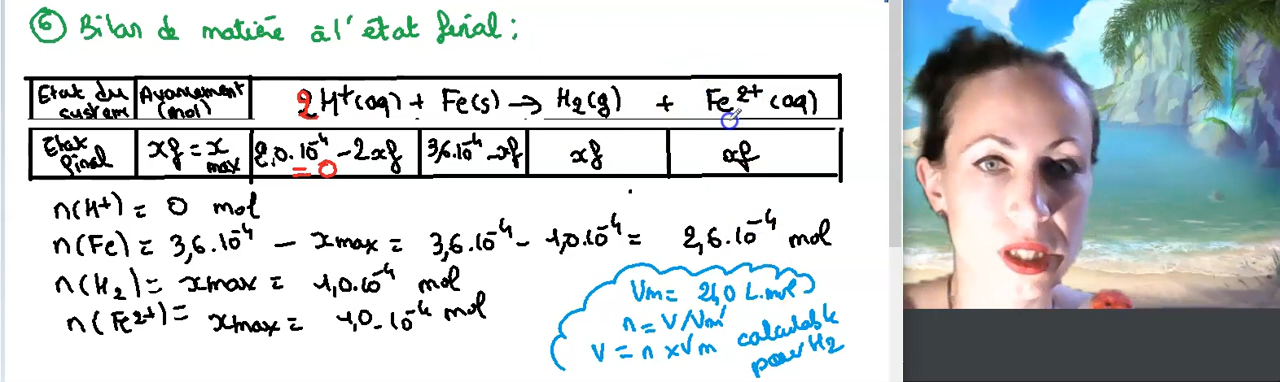 ⑥ Bilan de matière à l'état final :
Etat du système | Avancement (mol) | 2H⁺(aq) + Fe(s) → H₂(g) + Fe²⁺(aq)
Etat final | xf = xmax | 2,0.10⁻⁴ - 2xf = 0 | 3,6.10⁻⁴ - xf | xf | xf
n(H⁺) = 0 mol
n(Fe) = 3,6.10⁻⁴ - xmax = 3,6.10⁻⁴ - 1,0.10⁻⁴ = 2,6.10⁻⁴ mol
n(H₂) = xmax = 1,0.10⁻⁴ mol
n(Fe²⁺) = xmax = 1,0.10⁻⁴ mol
Vm = 24,0 L.mol
n = V/Vm
V = n x Vm calculable pour H2